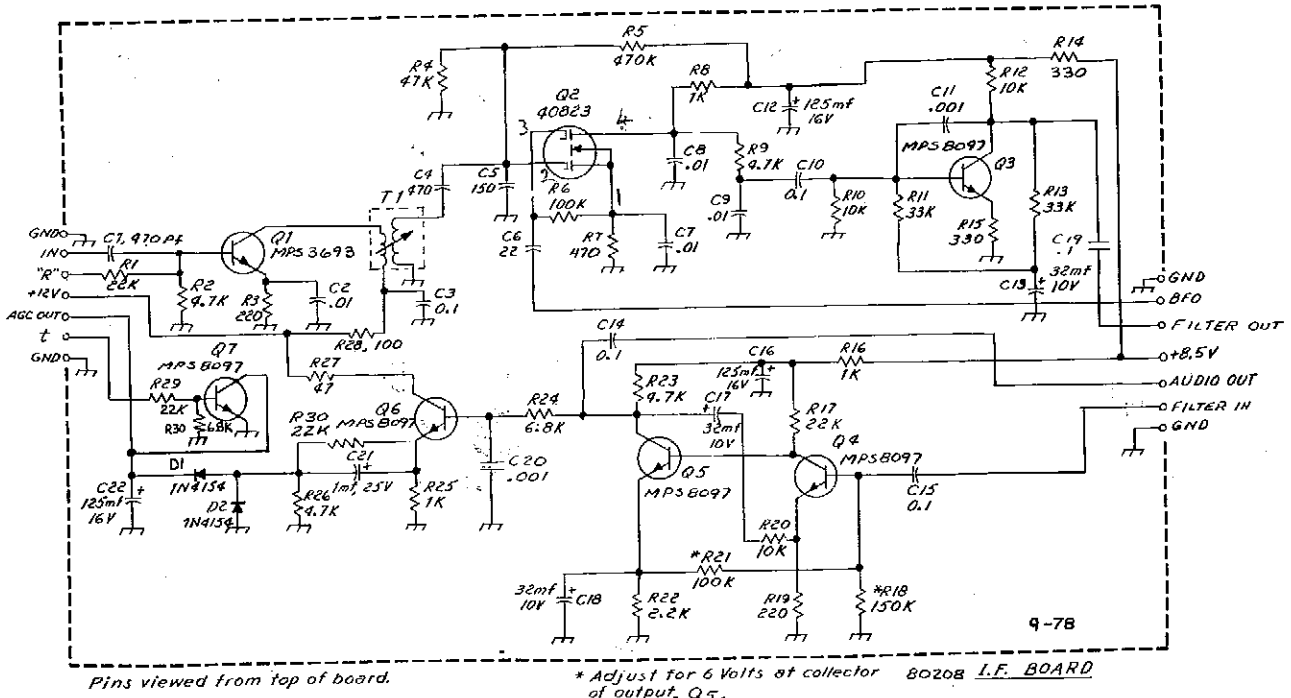 R5
470K
R14
330
R4
47K
R8
1K
R12
10K
Q2
40823
4
C12
+
125mf
16V
C11
.001
3
MPS8097
Q3
C8
.01
R9
4.7K
C10
0.1
C4
470
C5
150
2
R6
100K
1
R13
33K
T1
C9
.01
R10
10K
R11
33K
R15
330
GND
C1, 470 pf
Q1
MPS3693
R7
470
C7
.01
C6
22
C19
.1
IN
"R"
R1
22K
32mf
10V
C13
+
GND
+12V
R2
4.7K
R3
220
C2
.01
C3
0.1
BFO
AGC OUT
FILTER OUT
t
R28, 100
C14
0.1
GND
Q7
MPS8097
R27
47
C16
+
125mf
16V
R16
1K
+8.5V
R23
4.7K
AUDIO OUT
R29
22K
Q6
MPS8097
R24
6.8K
C17
+
32mf
10V
R17
22K
FILTER IN
R30
6.8K
R30
22K
Q4
MPS8097
GND
D1
1N4154
C21
+
1mf, 25V
C20
.001
Q5
MPS8097
C22
+
125mf
16V
D2
1N4154
R26
4.7K
R25
1K
C15
0.1
R20
10K
*R21
100K
32mf
10V
+
C18
R22
2.2K
R19
220
*R18
150K
9-78
Pins viewed from top of board.
* Adjust for 6 Volts at collector
of output, Q5.
80208 I.F. BOARD